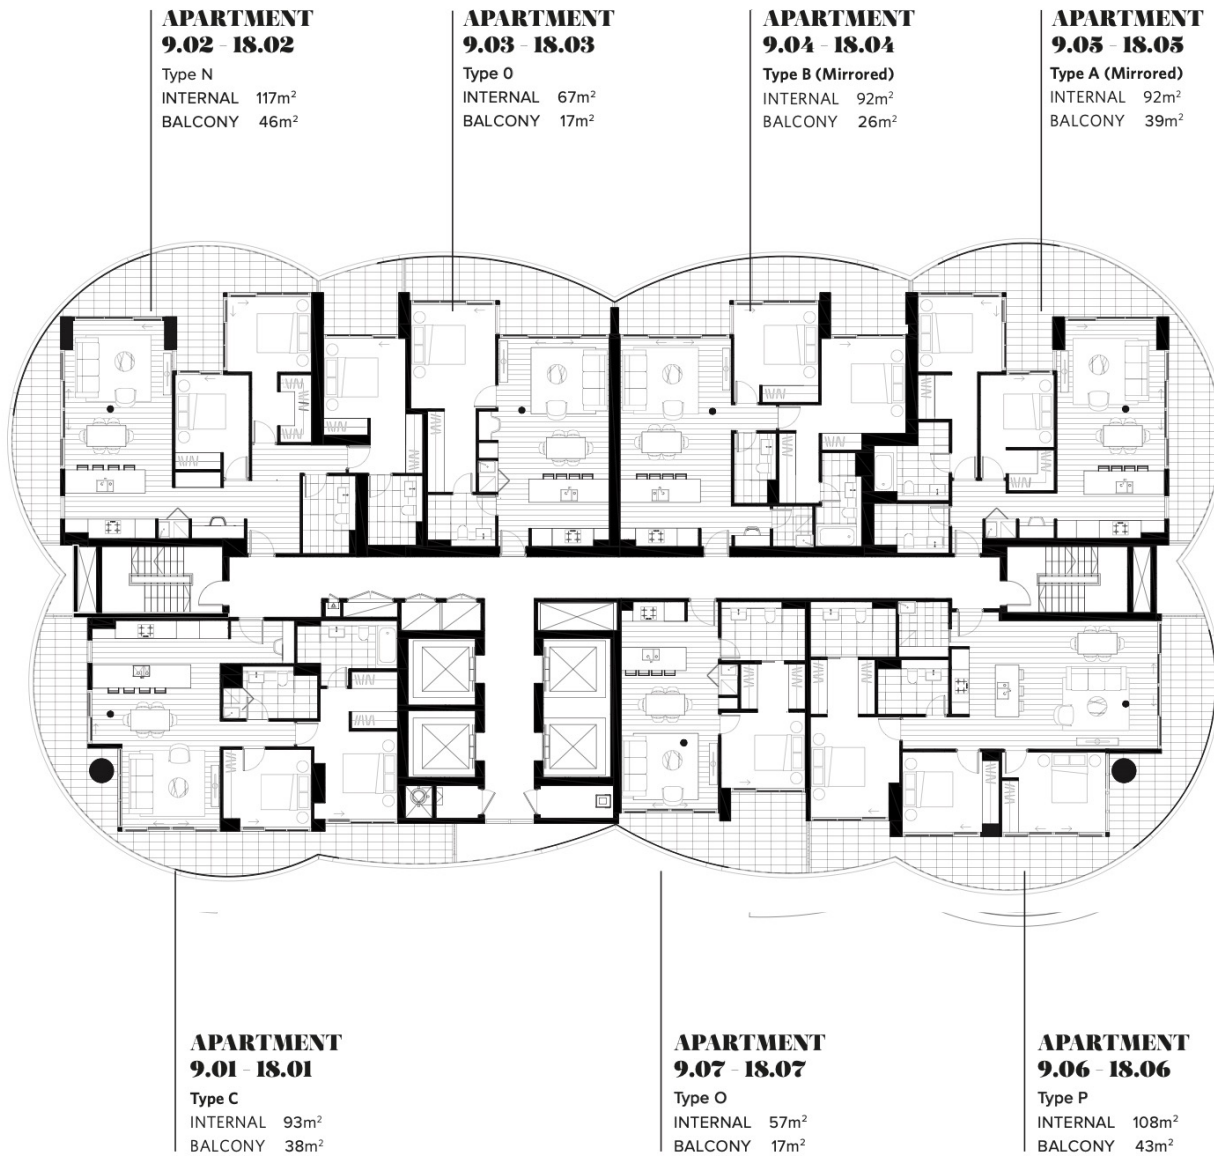 APARTMENT
9.02 - 18.02
Type N
INTERNAL 117m²
BALCONY 46m²
APARTMENT
9.03 - 18.03
Type 0
INTERNAL 67m²
BALCONY 17m²
APARTMENT
9.04 - 18.04
Type B (Mirrored)
INTERNAL 92m²
BALCONY 26m²
APARTMENT
9.05 - 18.05
Type A (Mirrored)
INTERNAL 92m²
BALCONY 39m²
APARTMENT
9.01 - 18.01
Type C
INTERNAL 93m²
BALCONY 38m²
APARTMENT
9.07 - 18.07
Type O
INTERNAL 57m²
BALCONY 17m²
APARTMENT
9.06 - 18.06
Type P
INTERNAL 108m²
BALCONY 43m²